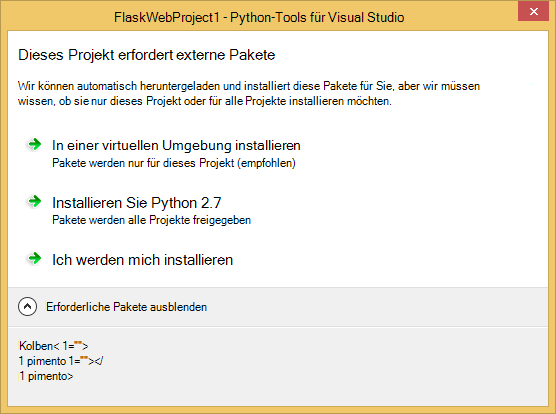 FlaskWebProject1 - Python-Tools für Visual Studio
Dieses Projekt erfordert externe Pakete
Wir können automatisch heruntergeladen und installiert diese Pakete für Sie, aber wir müssen
wissen, ob sie nur dieses Projekt oder für alle Projekte installieren möchten.
In einer virtuellen Umgebung installieren
Pakete werden nur für dieses Projekt (empfohlen)
Installieren Sie Python 2.7
Pakete werden alle Projekte freigegeben
Ich werden mich installieren
Erforderliche Pakete ausblenden
Kolben< 1="">
1 pimento 1=""></
1 pimento>